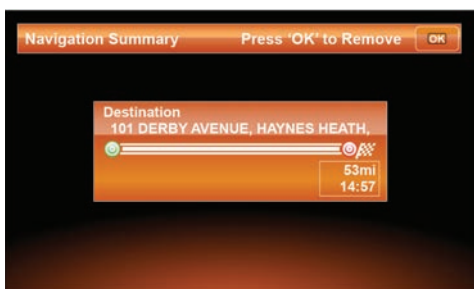 Navigation Summary Press 'OK' to Remove OK
Destination
101 DERBY AVENUE, HAYNES HEATH,
53mi
14:57